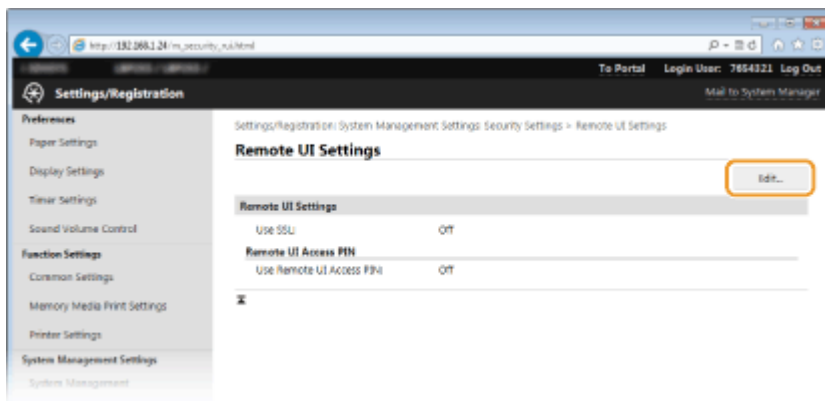 http://192.168.1.24/m_security_rui.html
To Portal Login User: 7654321 Log Out
Settings/Registration
Mail to System Manager
Preferences
Paper Settings
Display Settings
Timer Settings
Sound Volume Control
Function Settings
Common Settings
Memory Media Print Settings
Printer Settings
System Management Settings
System Management
Settings/Registration: System Management Settings: Security Settings > Remote UI Settings
Remote UI Settings
Edit...
Remote UI Settings
Use SSL: Off
Remote UI Access PIN
Use Remote UI Access PIN: Off